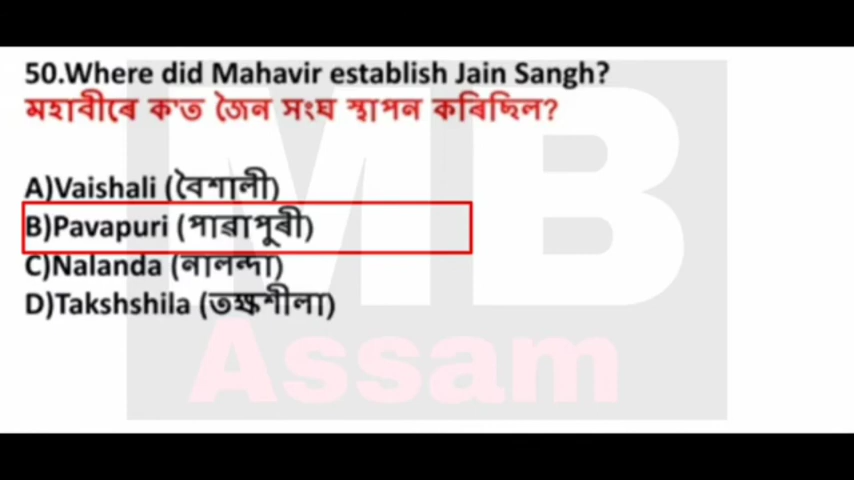 50.Where did Mahavir establish Jain Sangh?
মহাবীৰে ক'ত জৈন সংঘ স্থাপন কৰিছিল?
A)Vaishali (বৈশালী)
B)Pavapuri (পাৱাপুৰী)
C)Nalanda (নালন্দা)
D)Takshshila (তক্ষশীলা)
MB
Assam